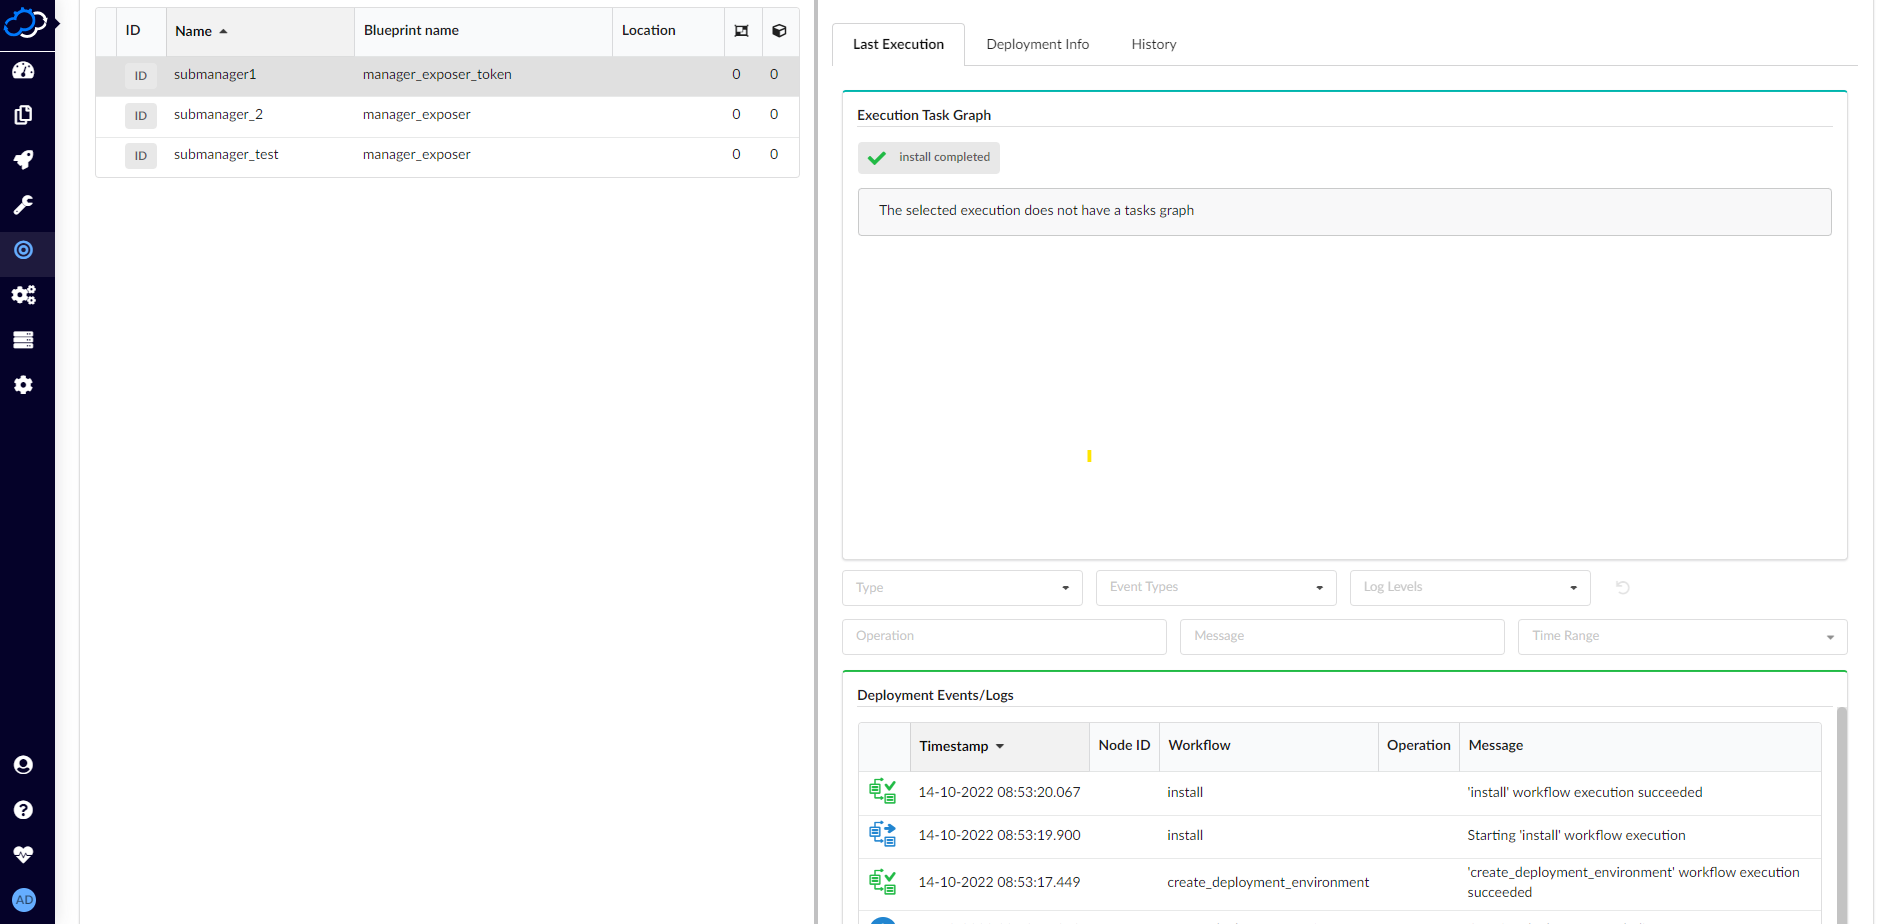 ID Name Blueprint name Location
ID submanager1 manager_exposer_token 0 0
ID submanager_2 manager_exposer 0 0
ID submanager_test manager_exposer 0 0
AD
Last Execution Deployment Info History
Execution Task Graph
install completed
The selected execution does not have a tasks graph
Type Event Types Log Levels
Operation Message Time Range
Deployment Events/Logs
Timestamp Node ID Workflow Operation Message
14-10-2022 08:53:20.067 install 'install' workflow execution succeeded
14-10-2022 08:53:19.900 install Starting 'install' workflow execution
14-10-2022 08:53:17.449 create_deployment_environment 'create_deployment_environment' workflow execution
succeeded